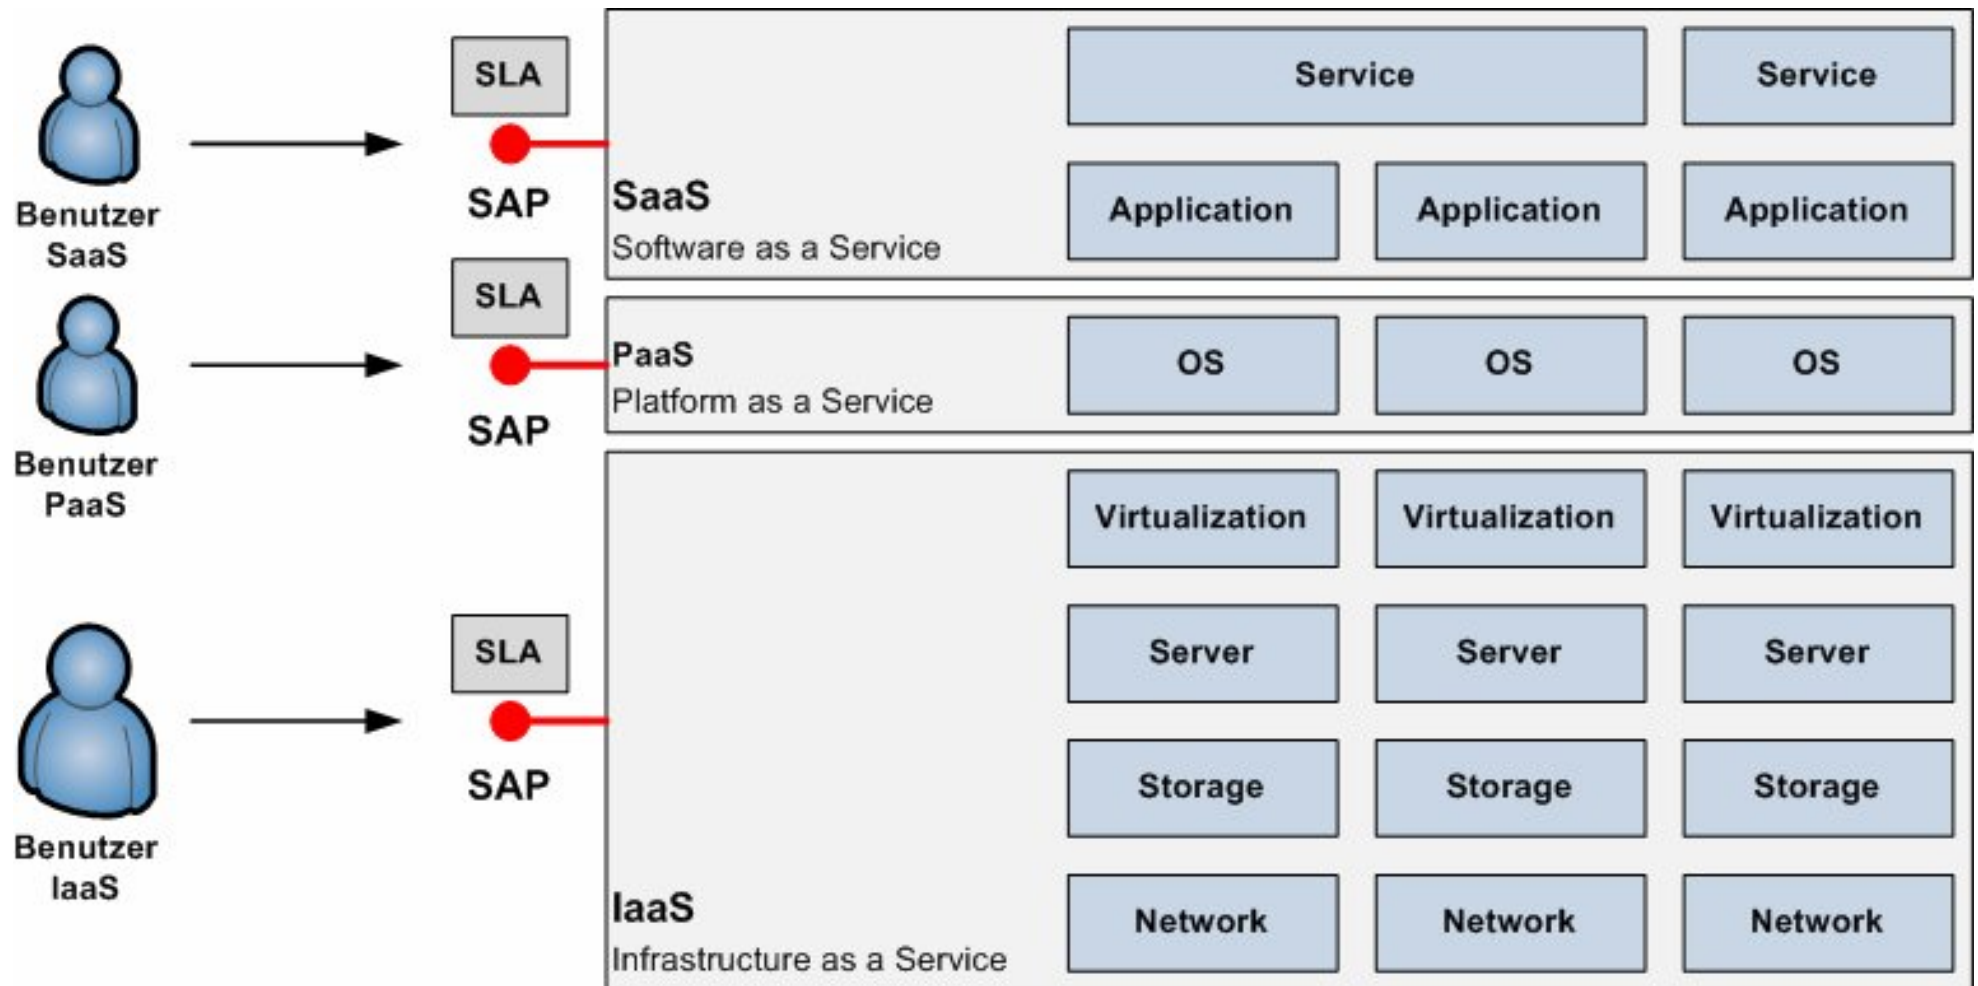 SLA
Service
Service
Benutzer
SaaS
SAP
SaaS
Software as a Service
Application
Application
Application
SLA
PaaS
Platform as a Service
OS
OS
OS
SAP
Benutzer
PaaS
Virtualization
Virtualization
Virtualization
SLA
Server
Server
Server
SAP
Storage
Storage
Storage
Benutzer
IaaS
IaaS
Infrastructure as a Service
Network
Network
Network